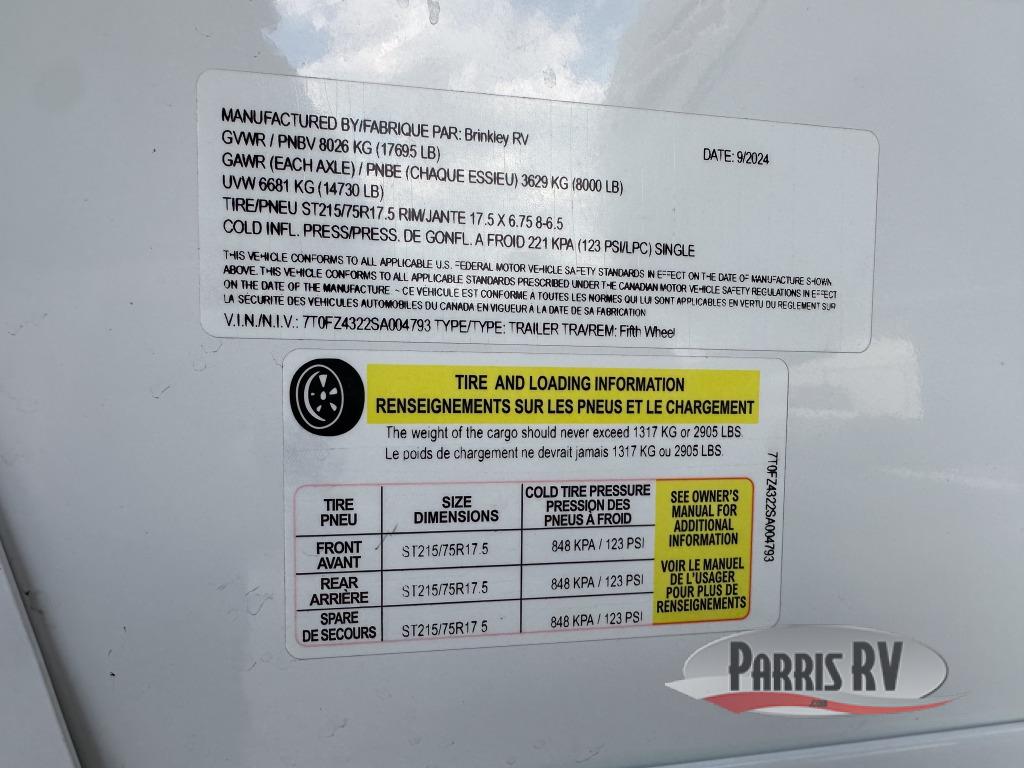 MANUFACTURED BY/FABRIQUE PAR: Brinkley RV
GVWR / PNBV 8026 KG (17695 LB)
DATE: 9/2024
GAWR (EACH AXLE) / PNBE (CHAQUE ESSIEU) 3629 KG (8000 LB)
UVW 6681 KG (14730 LB)
TIRE/PNEU ST215/75R17.5 RIM/JANTE 17.5 X 6.75 8-6.5
COLD INFL. PRESS/PRESS. DE GONFL. A FROID 221 KPA (123 PSI/LPC) SINGLE
THIS VEHICLE CONFORMS TO ALL APPLICABLE U.S. FEDERAL MOTOR VEHICLE SAFETY STANDARDS IN EFFECT ON THE DATE OF MANUFACTURE SHOWN
ABOVE. THIS VEHICLE CONFORMS TO ALL APPLICABLE STANDARDS PRESCRIBED UNDER THE CANADIAN MOTOR VEHICLE SAFETY REGULATIONS IN EFFECT
ON THE DATE OF THE MANUFACTURE ~ CE VÉHICULE EST CONFORME A TOUTES LES NORMES QUI LUI SONT APPLICABLES EN VERTU DU REGLEMENT SUR
LA SÉCURITÉ DES VÉHICULES AUTOMOBILES DU CANADA EN VIGUEUR A LA DATE DE SA FABRICATION
V.I.N./N.I.V.: 7T0FZ4322SA004793 TYPE/TYPE: TRAILER TRA/REM: Fifth Wheel
TIRE AND LOADING INFORMATION
RENSEIGNEMENTS SUR LES PNEUS ET LE CHARGEMENT
The weight of the cargo should never exceed 1317 KG or 2905 LBS.
Le poids de chargement ne devrait jamais 1317 KG ou 2905 LBS.
TIRE
PNEU
SIZE
DIMENSIONS
COLD TIRE PRESSURE
PRESSION DES
PNEUS À FROID
FRONT
AVANT
ST215/75R17.5
848 KPA / 123 PSI
REAR
ARRIÈRE
ST215/75R17.5
848 KPA / 123 PSI
SPARE
DE SECOURS
ST215/75R17.5
848 KPA / 123 PSI
SEE OWNER'S
MANUAL FOR
ADDITIONAL
INFORMATION
VOIR LE MANUEL
DE L'USAGER
POUR PLUS DE
RENSEIGNEMENTS
7T0FZ4322SA004793
PARRIS RV
.com